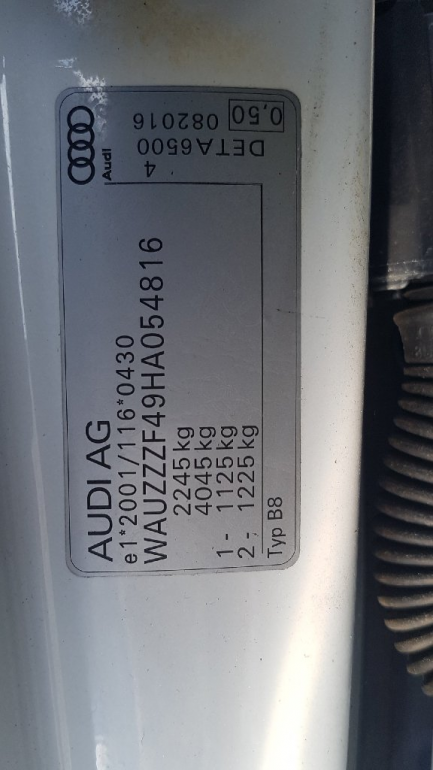 AUDI AG
e1*2001/116*0430
WAUZZZF49HA054816
2245 kg
4045 kg
1 - 1125 kg
2 - 1225 kg
Typ B8
Audi
4
DETA6500
082016
0,50